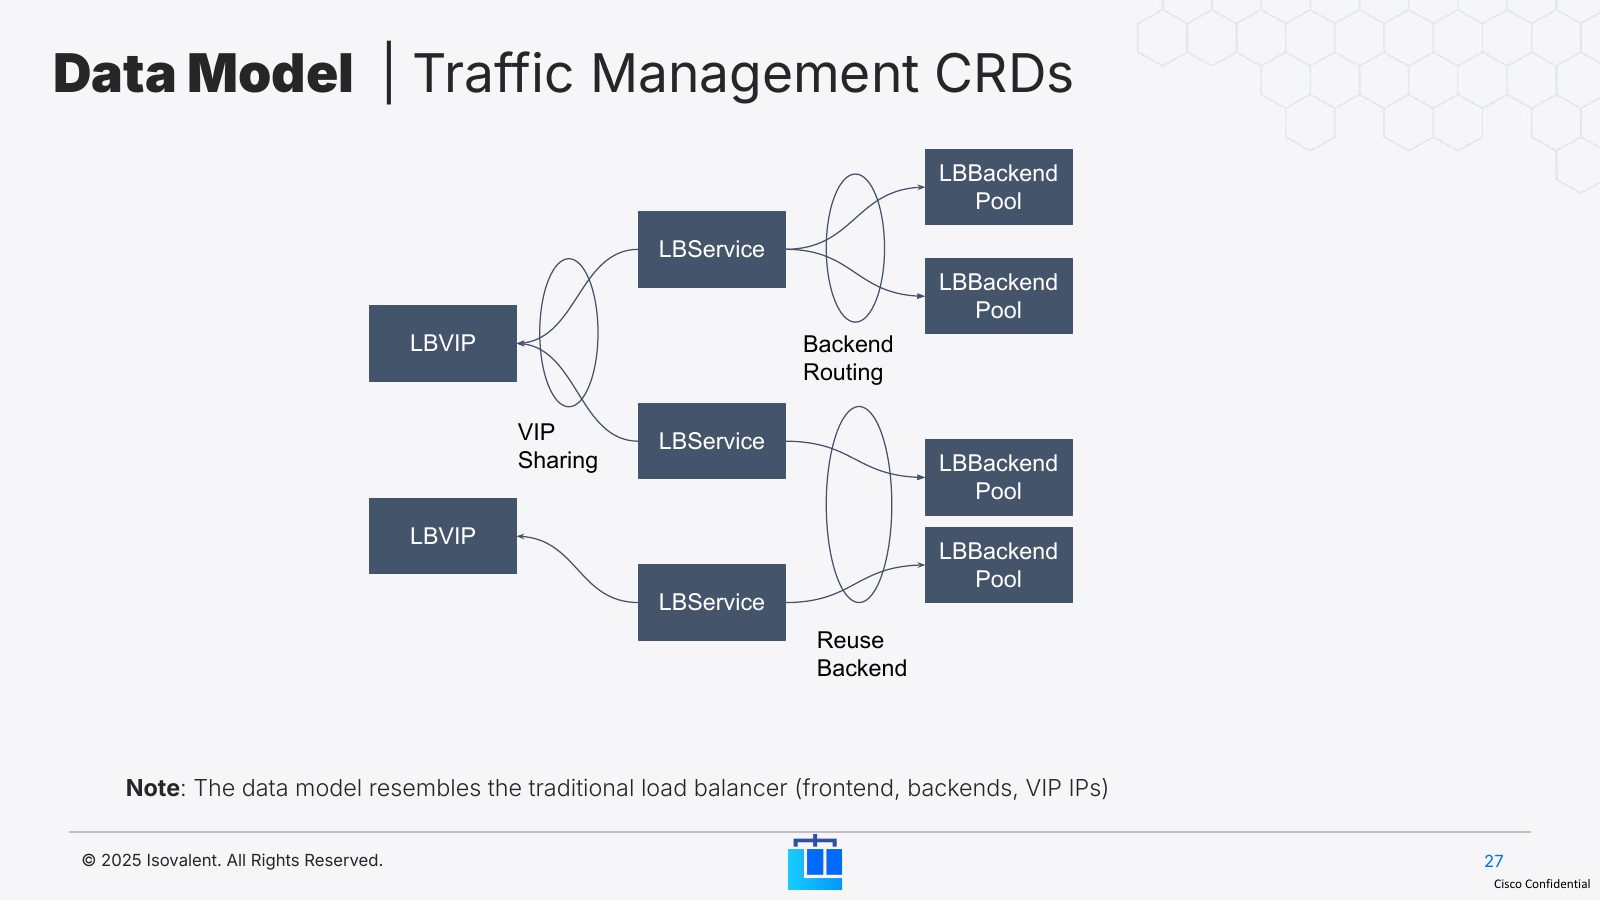 Data Model | Traffic Management CRDs
LBBackend
Pool
LBService
LBBackend
Pool
LBVIP
Backend
Routing
VIP
Sharing
LBService
LBBackend
Pool
LBVIP
LBBackend
Pool
LBService
Reuse
Backend
Note: The data model resembles the traditional load balancer (frontend, backends, VIP IPs)
© 2025 Isovalent. All Rights Reserved.
27
Cisco Confidential